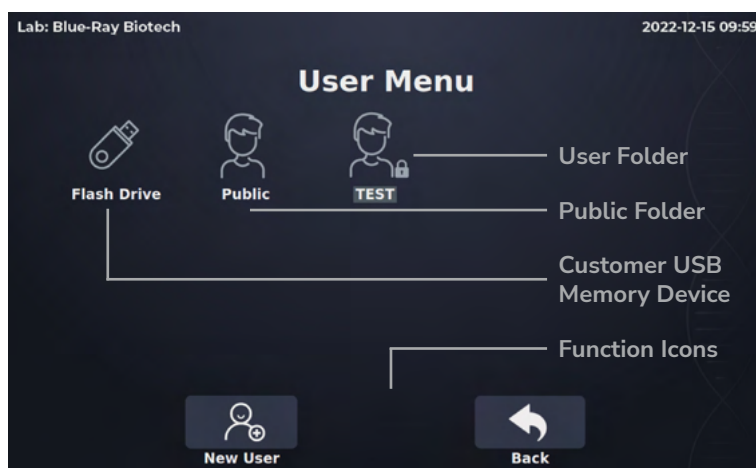 Lab: Blue-Ray Biotech
2022-12-15 09:59
User Menu
User Folder
Flash Drive
Public
TEST
Public Folder
Customer USB
Memory Device
Function Icons
New User
Back